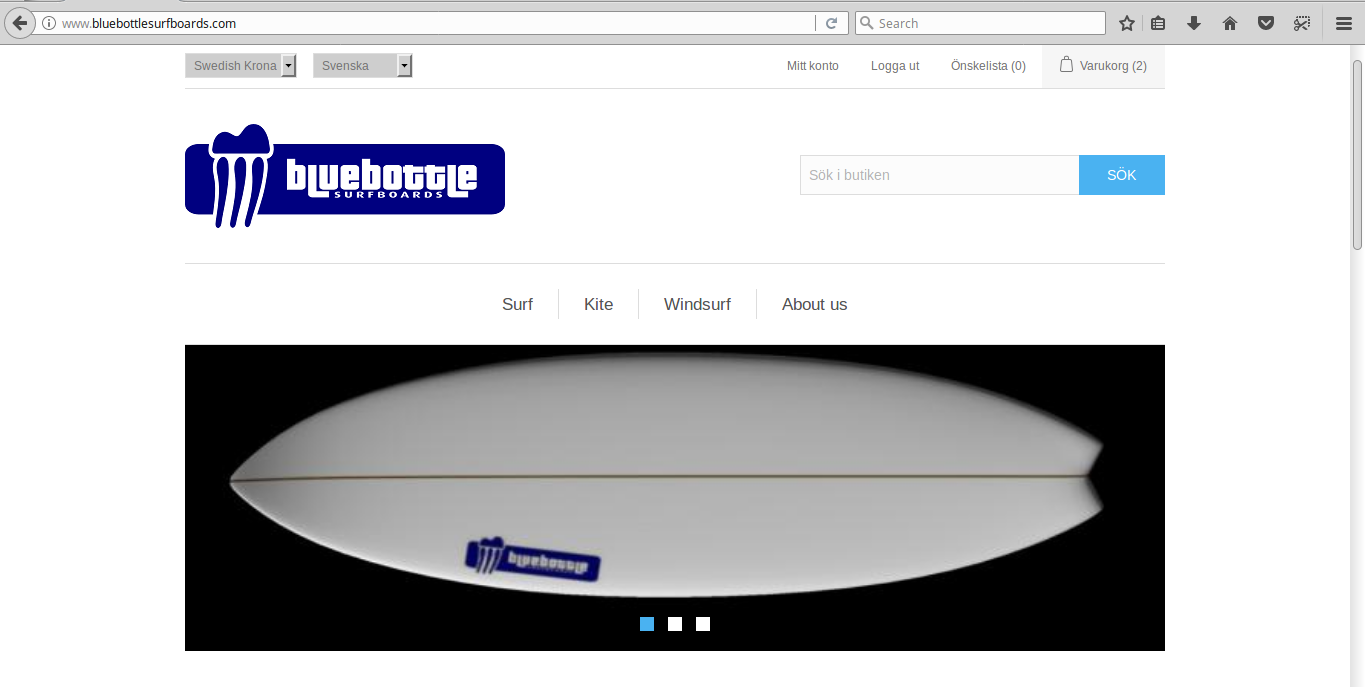 www.bluebottlesurfboards.com
Search
Swedish Krona
Svenska
Mitt konto
Logga ut
Önskelista (0)
Varukorg (2)
bluebottle
SURFBOARDS
Sök i butiken
SÖK
Surf
Kite
Windsurf
About us
bluebottle